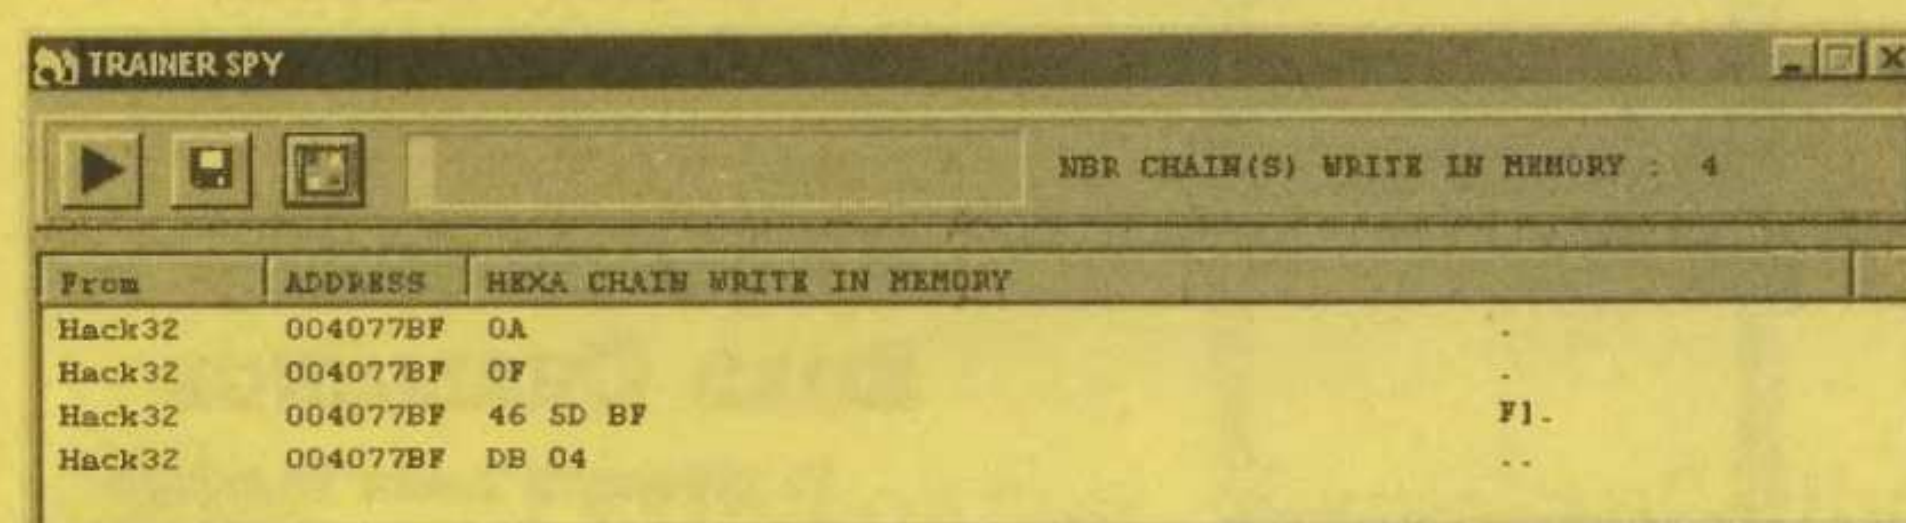 TRAINER SPY
NBR CHAIN(S) WRITE IN MEMORY : 4
From ADDRESS HEXA CHAIN WRITE IN MEMORY
Hack32 004077BF 0A .
Hack32 004077BF 0F .
Hack32 004077BF 46 5D BF F].
Hack32 004077BF DB 04 ..